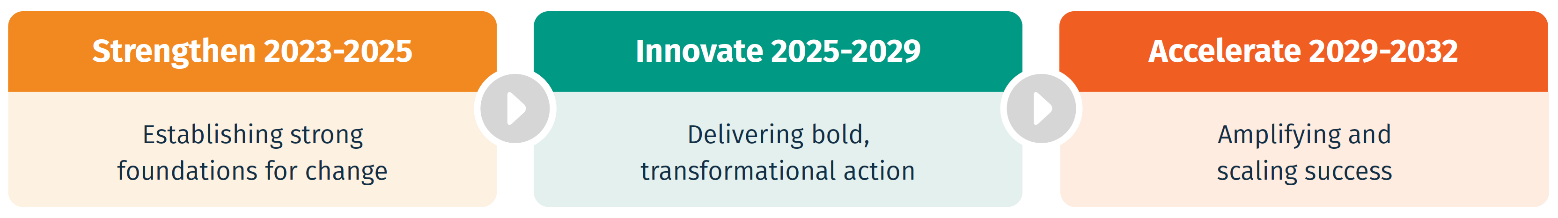 Strengthen 2023-2025
Establishing strong
foundations for change
Innovate 2025-2029
Delivering bold,
transformational action
Accelerate 2029-2032
Amplifying and
scaling success